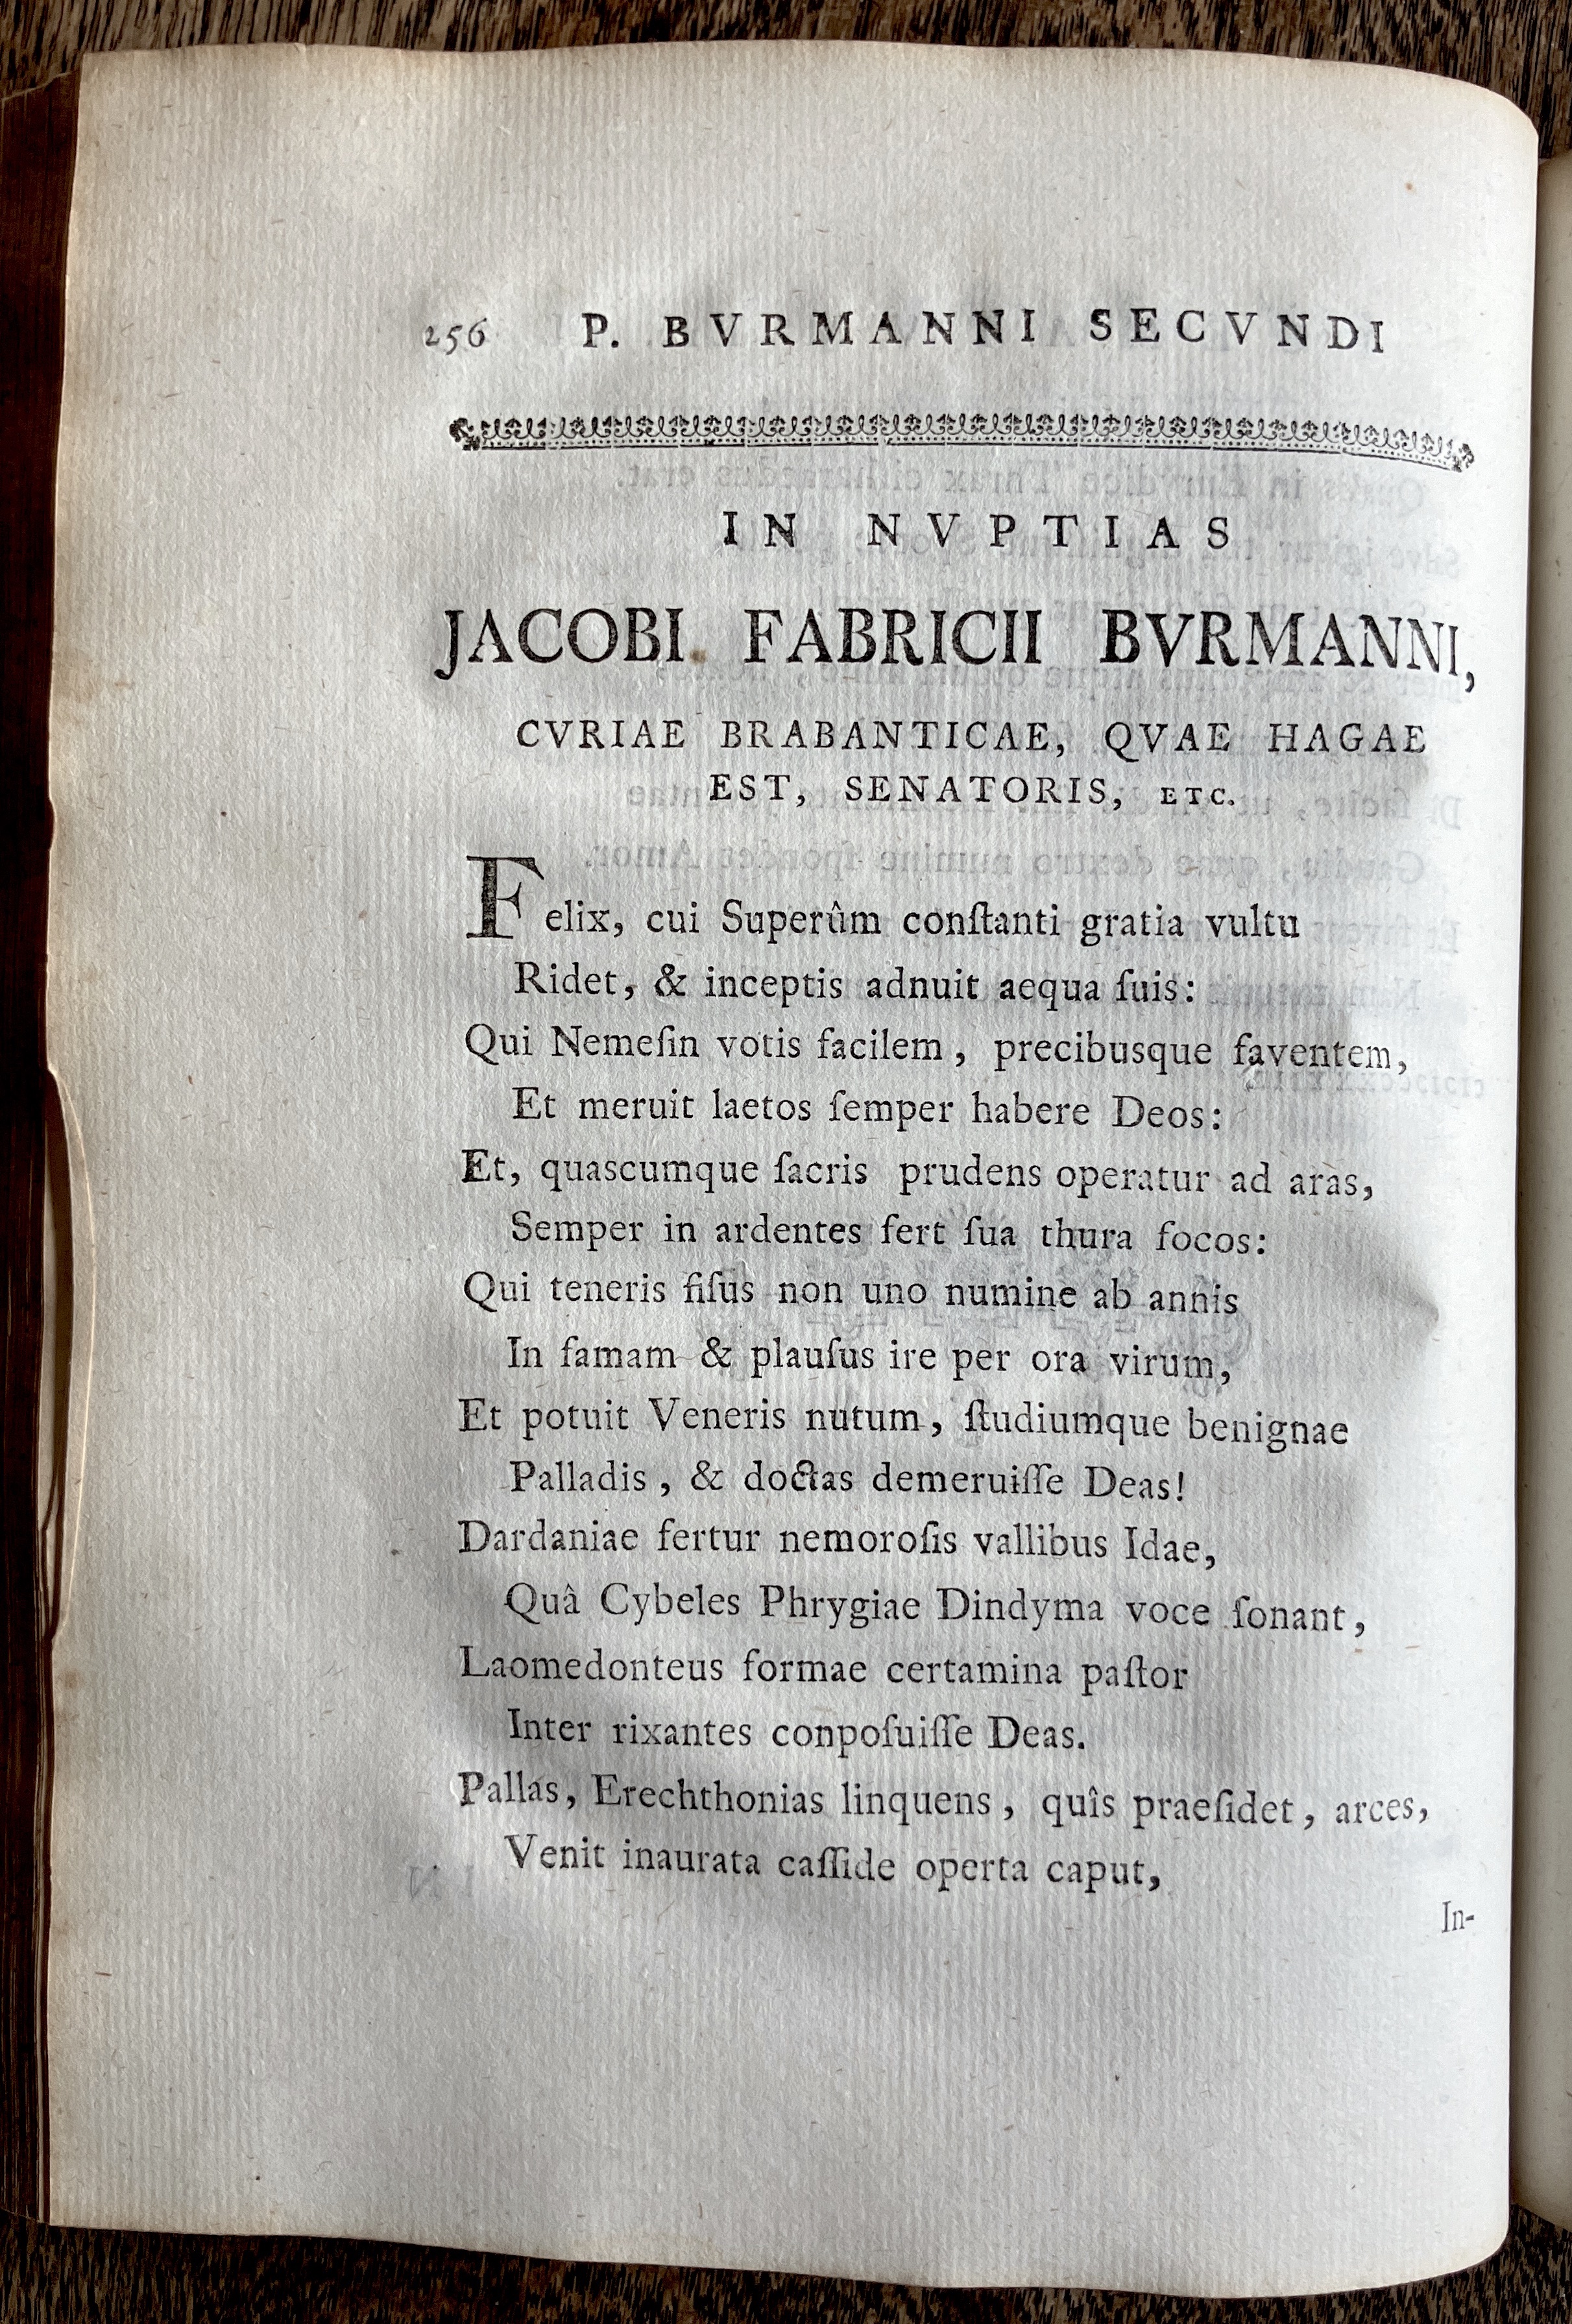 256 P. BVRMANNI SECVNDI
IN NVPTIAS
JACOBI FABRICII BVRMANNI,
CVRIAE BRABANTICAE, QVAE HAGAE
EST, SENATORIS, ETC.
Felix, cui Superûm conſtanti gratia vultu
Ridet, & inceptis adnuit aequa ſuis:
Qui Nemeſin votis facilem, precibusque faventem,
Et meruit laetos ſemper habere Deos:
Et, quascumque ſacris prudens operatur ad aras,
Semper in ardentes fert ſua thura focos:
Qui teneris fiſus non uno numine ab annis
In famam & plauſus ire per ora virum,
Et potuit Veneris nutum, ſtudiumque benignae
Palladis, & doctas demeruiſſe Deas!
Dardaniae fertur nemoroſis vallibus Idae,
Quâ Cybeles Phrygiae Dindyma voce ſonant,
Laomedonteus formae certamina paſtor
Inter rixantes conpoſuiſſe Deas.
Pallas, Erechthonias linquens, quîs praeſidet, arces,
Venit inaurata caſſide operta caput,
In-